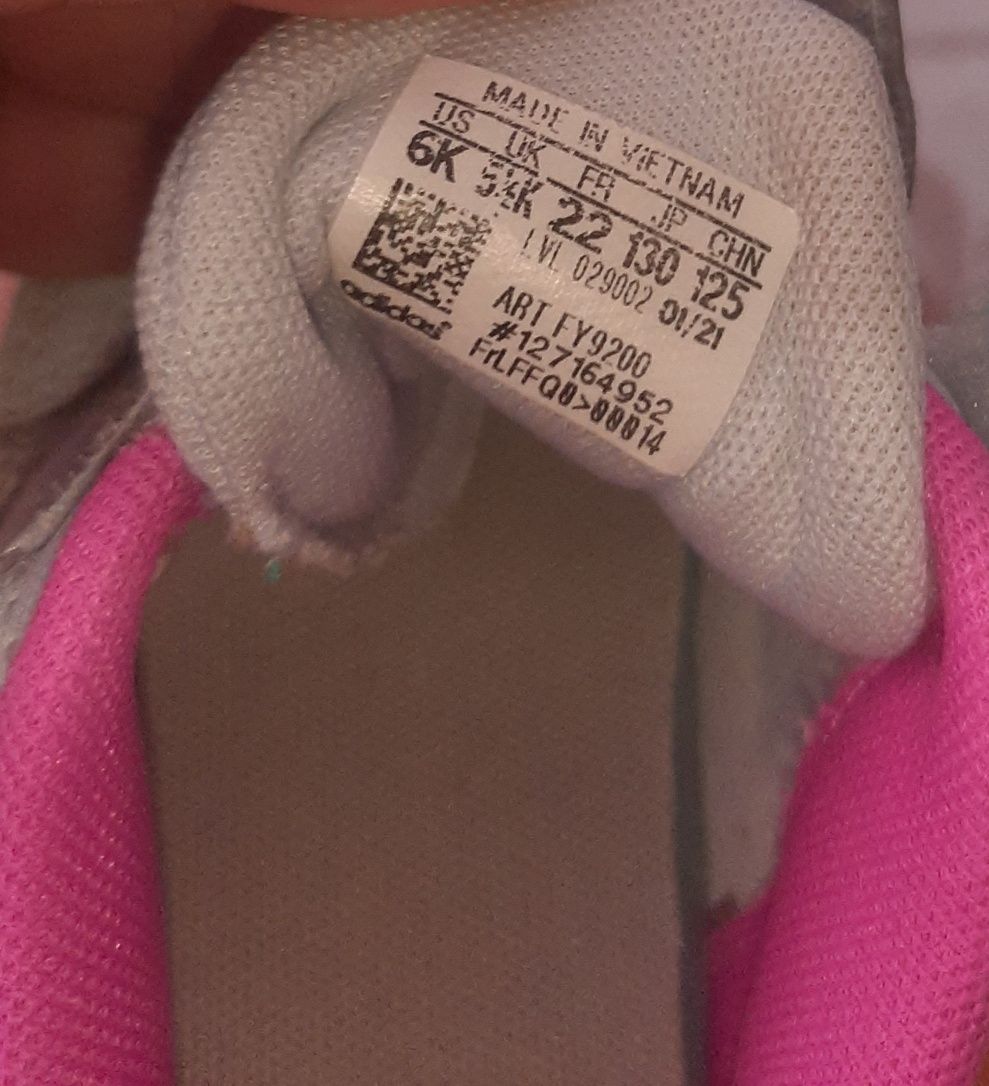 MADE IN VIETNAM
US UK FR JP CHN
6K 5½K 22 130 125
LVL 029002 01/21
ART FY9200
#127164952
FrLFFQ0>00014
adidas